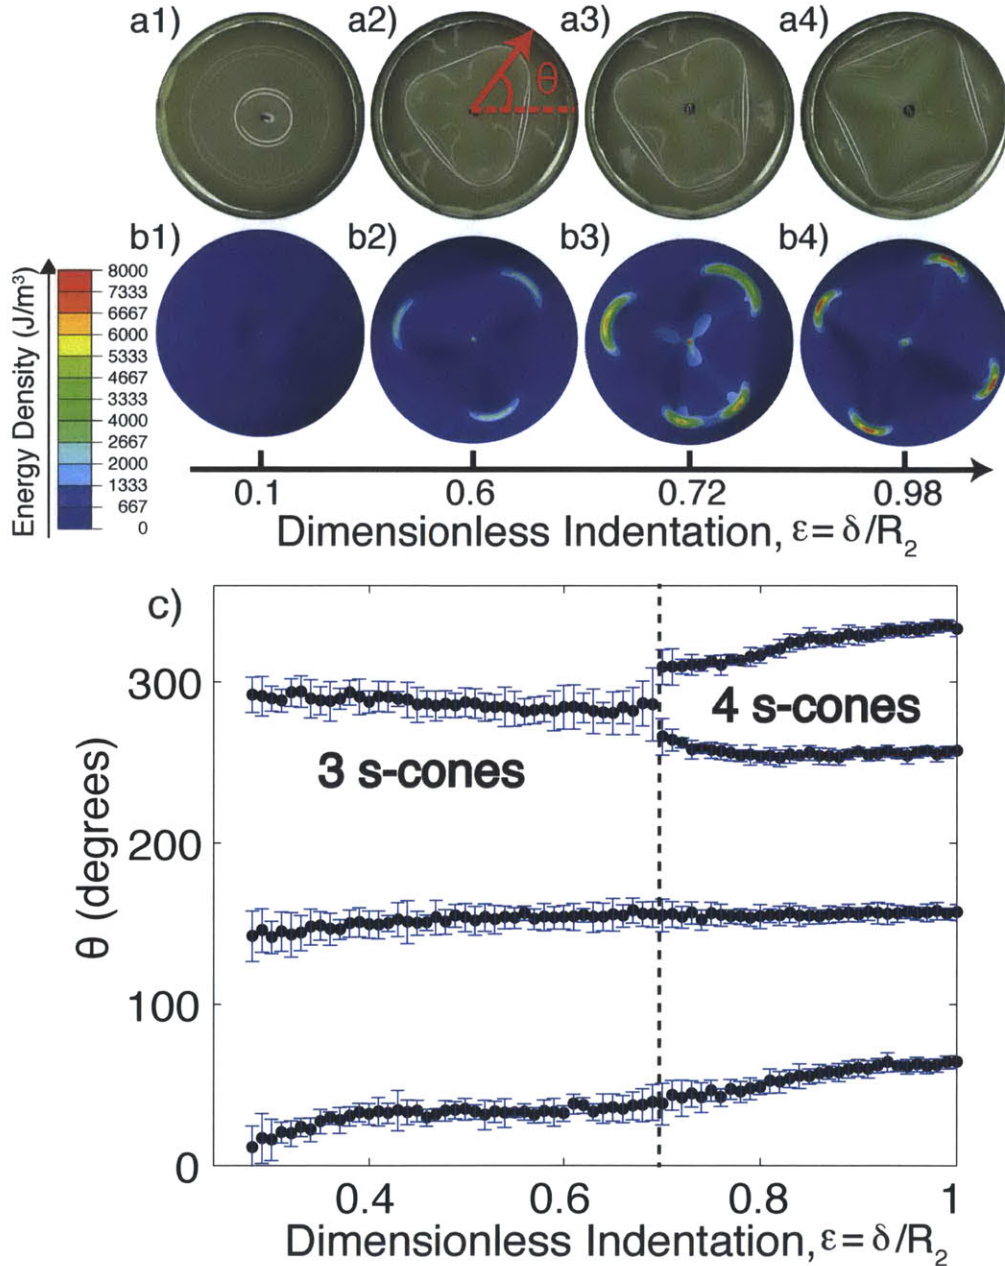 a1) a2) a3) a4)
θ
b1) b2) b3) b4)
Energy Density (J/m³)
8000
7333
6667
6000
5333
4667
3333
4000
2667
2000
1333
667
0
0.1 0.6 0.72 0.98
Dimensionless Indentation, ε = δ/R₂
c)
300
4 s-cones
3 s-cones
200
θ (degrees)
100
0
0.4 0.6 0.8 1
Dimensionless Indentation, ε = δ/R₂